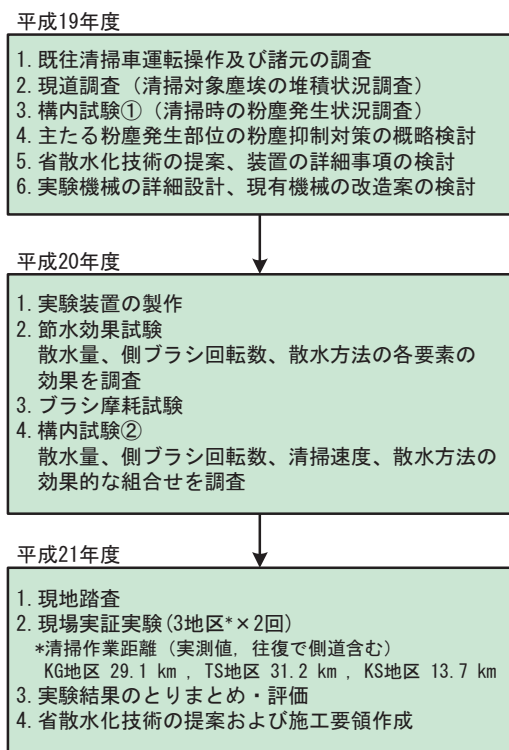 平成19年度
1. 既往清掃車運転操作及び諸元の調査
2. 現道調査（清掃対象塵埃の堆積状況調査）
3. 構内試験①（清掃時の粉塵発生状況調査）
4. 主たる粉塵発生部位の粉塵抑制対策の概略検討
5. 省散水化技術の提案、装置の詳細事項の検討
6. 実験機械の詳細設計、現有機械の改造案の検討
平成20年度
1. 実験装置の製作
2. 節水効果試験
散水量、側ブラシ回転数、散水方法の各要素の
効果を調査
3. ブラシ摩耗試験
4. 構内試験②
散水量、側ブラシ回転数、清掃速度、散水方法の
効果的な組合せを調査
平成21年度
1. 現地踏査
2. 現場実証実験(3地区*×2回)
*清掃作業距離（実測値, 往復で側道含む）
KG地区 29.1 km , TS地区 31.2 km , KS地区 13.7 km
3. 実験結果のとりまとめ・評価
4. 省散水化技術の提案および施工要領作成